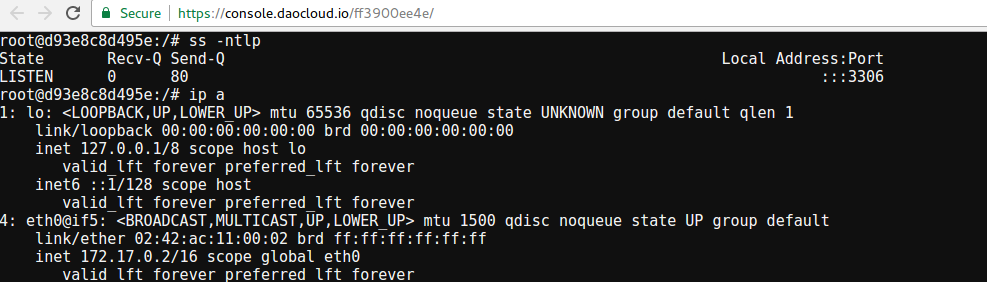 Secure https://console.daocloud.io/ff3900ee4e/
root@d93e8c8d495e:/# ss -ntlp
State Recv-Q Send-Q Local Address:Port
LISTEN 0 80 :::3306
root@d93e8c8d495e:/# ip a
1: lo: <LOOPBACK,UP,LOWER_UP> mtu 65536 qdisc noqueue state UNKNOWN group default qlen 1
link/loopback 00:00:00:00:00:00 brd 00:00:00:00:00:00
inet 127.0.0.1/8 scope host lo
valid_lft forever preferred_lft forever
inet6 ::1/128 scope host
valid_lft forever preferred_lft forever
4: eth0@if5: <BROADCAST,MULTICAST,UP,LOWER_UP> mtu 1500 qdisc noqueue state UP group default
link/ether 02:42:ac:11:00:02 brd ff:ff:ff:ff:ff:ff
inet 172.17.0.2/16 scope global eth0
valid_lft forever preferred_lft forever